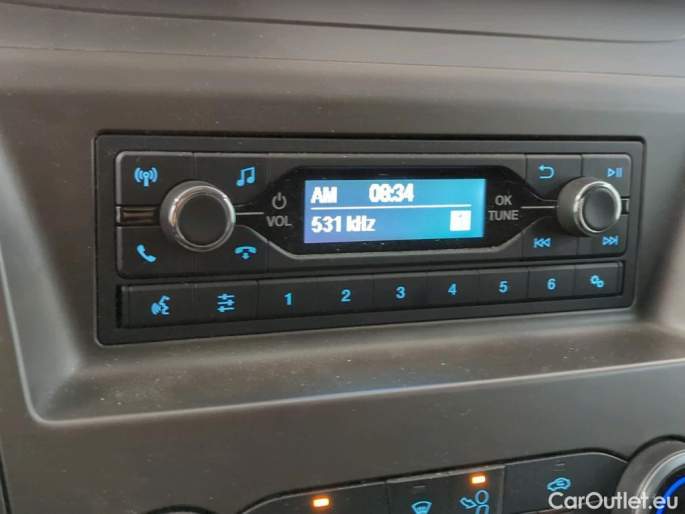 AM 08:34
531 kHz
VOL
OK
TUNE
1 2 3 4 5 6
CarOutlet.eu